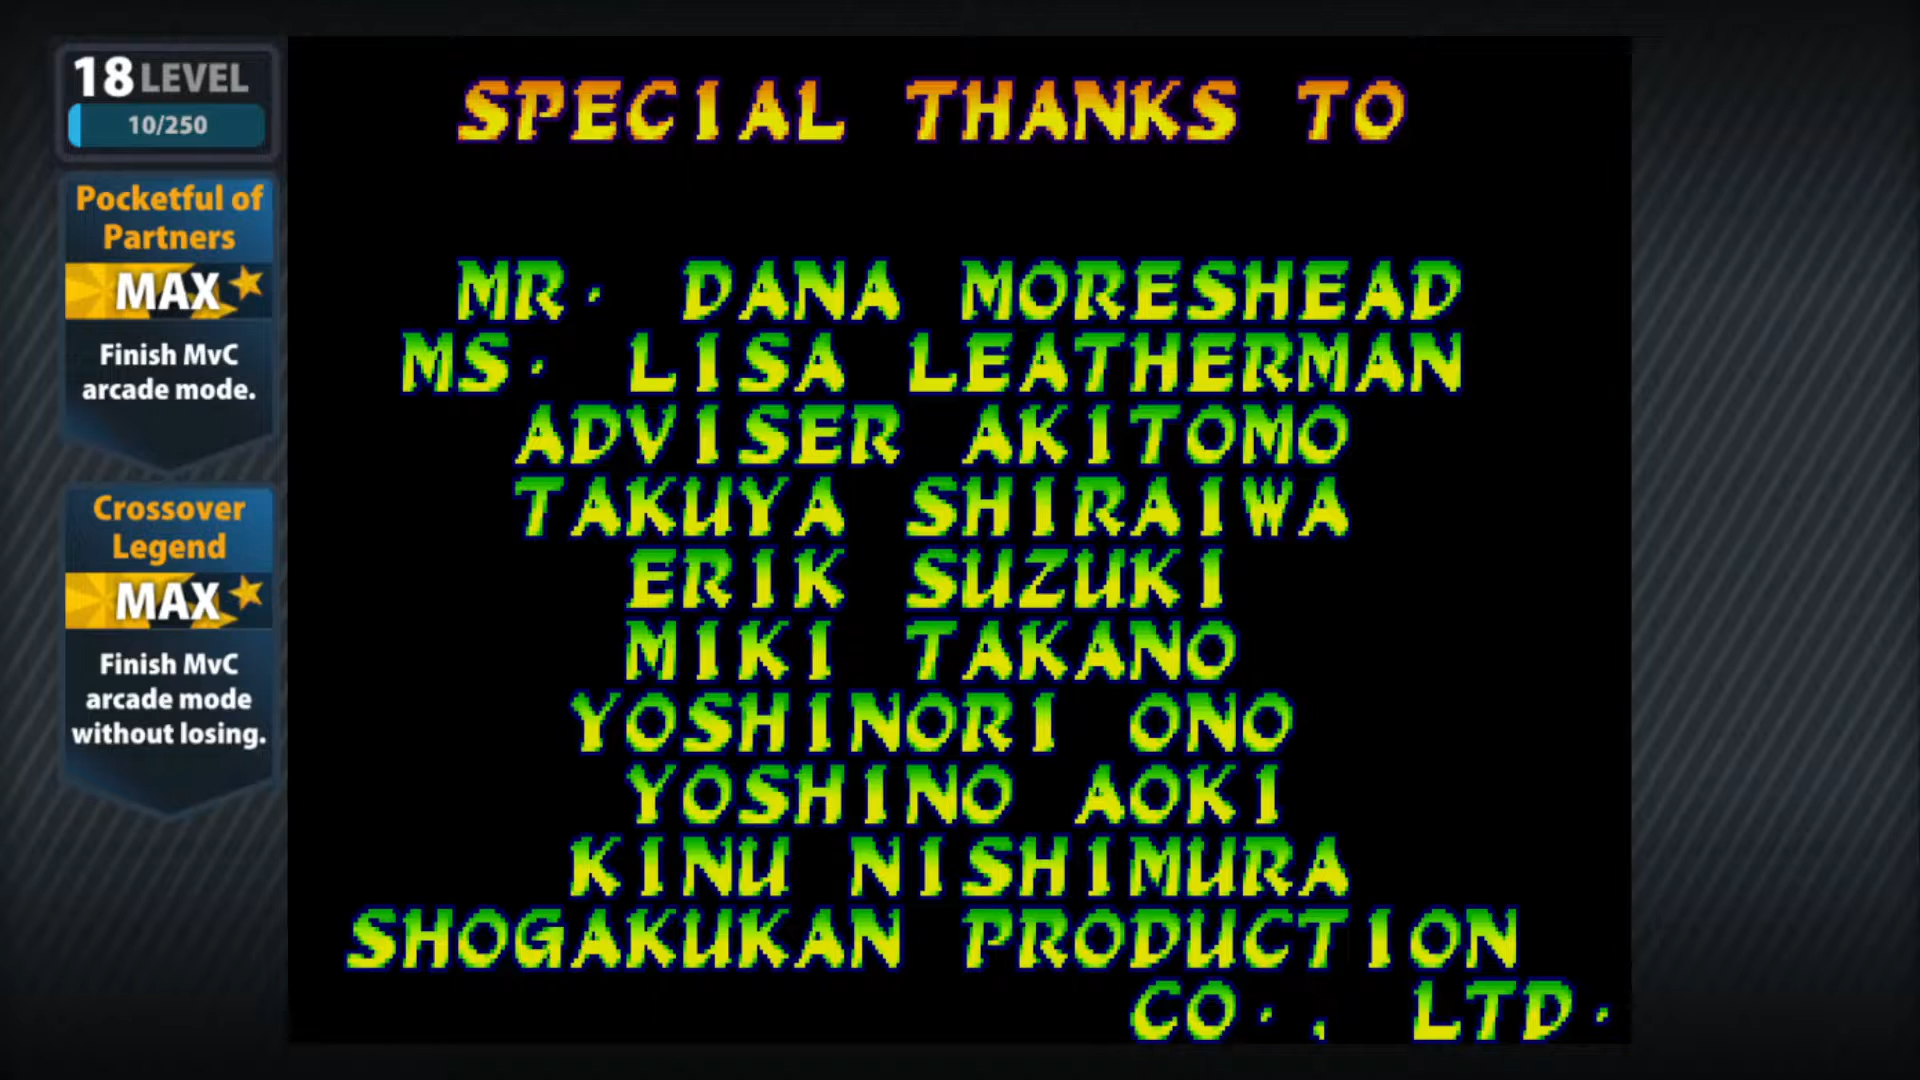 18 LEVEL
10/250
Pocketful of
Partners
MAX
Finish MvC
arcade mode.
Crossover
Legend
MAX
Finish MvC
arcade mode
without losing.
SPECIAL THANKS TO
MR. DANA MORESHEAD
MS. LISA LEATHERMAN
ADVISER AKITOMO
TAKUYA SHIRAIWA
ERIK SUZUKI
MIKI TAKANO
YOSHINORI ONO
YOSHINO AOKI
KINU NISHIMURA
SHOGAKUKAN PRODUCTION
CO., LTD.